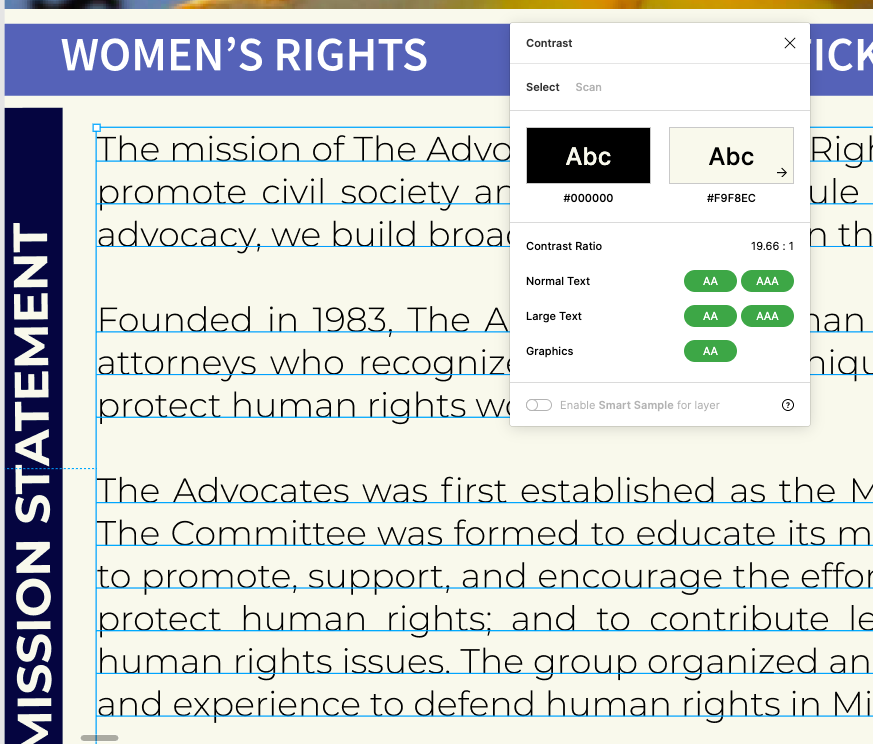 WOMEN’S RIGHTS
MISSION STATEMENT
The mission of The Advo
Righ
promote civil society an
ule
advocacy, we build broad
n th
Founded in 1983, The A
man
attorneys who recognize
niqu
protect human rights wo
The Advocates was first established as the M
The Committee was formed to educate its m
to promote, support, and encourage the effor
protect human rights; and to contribute le
human rights issues. The group organized an
and experience to defend human rights in Mi
Contrast
Select Scan
Abc Abc
#000000 #F9F8EC
Contrast Ratio 19.66 : 1
Normal Text AA AAA
Large Text AA AAA
Graphics AA
Enable Smart Sample for layer